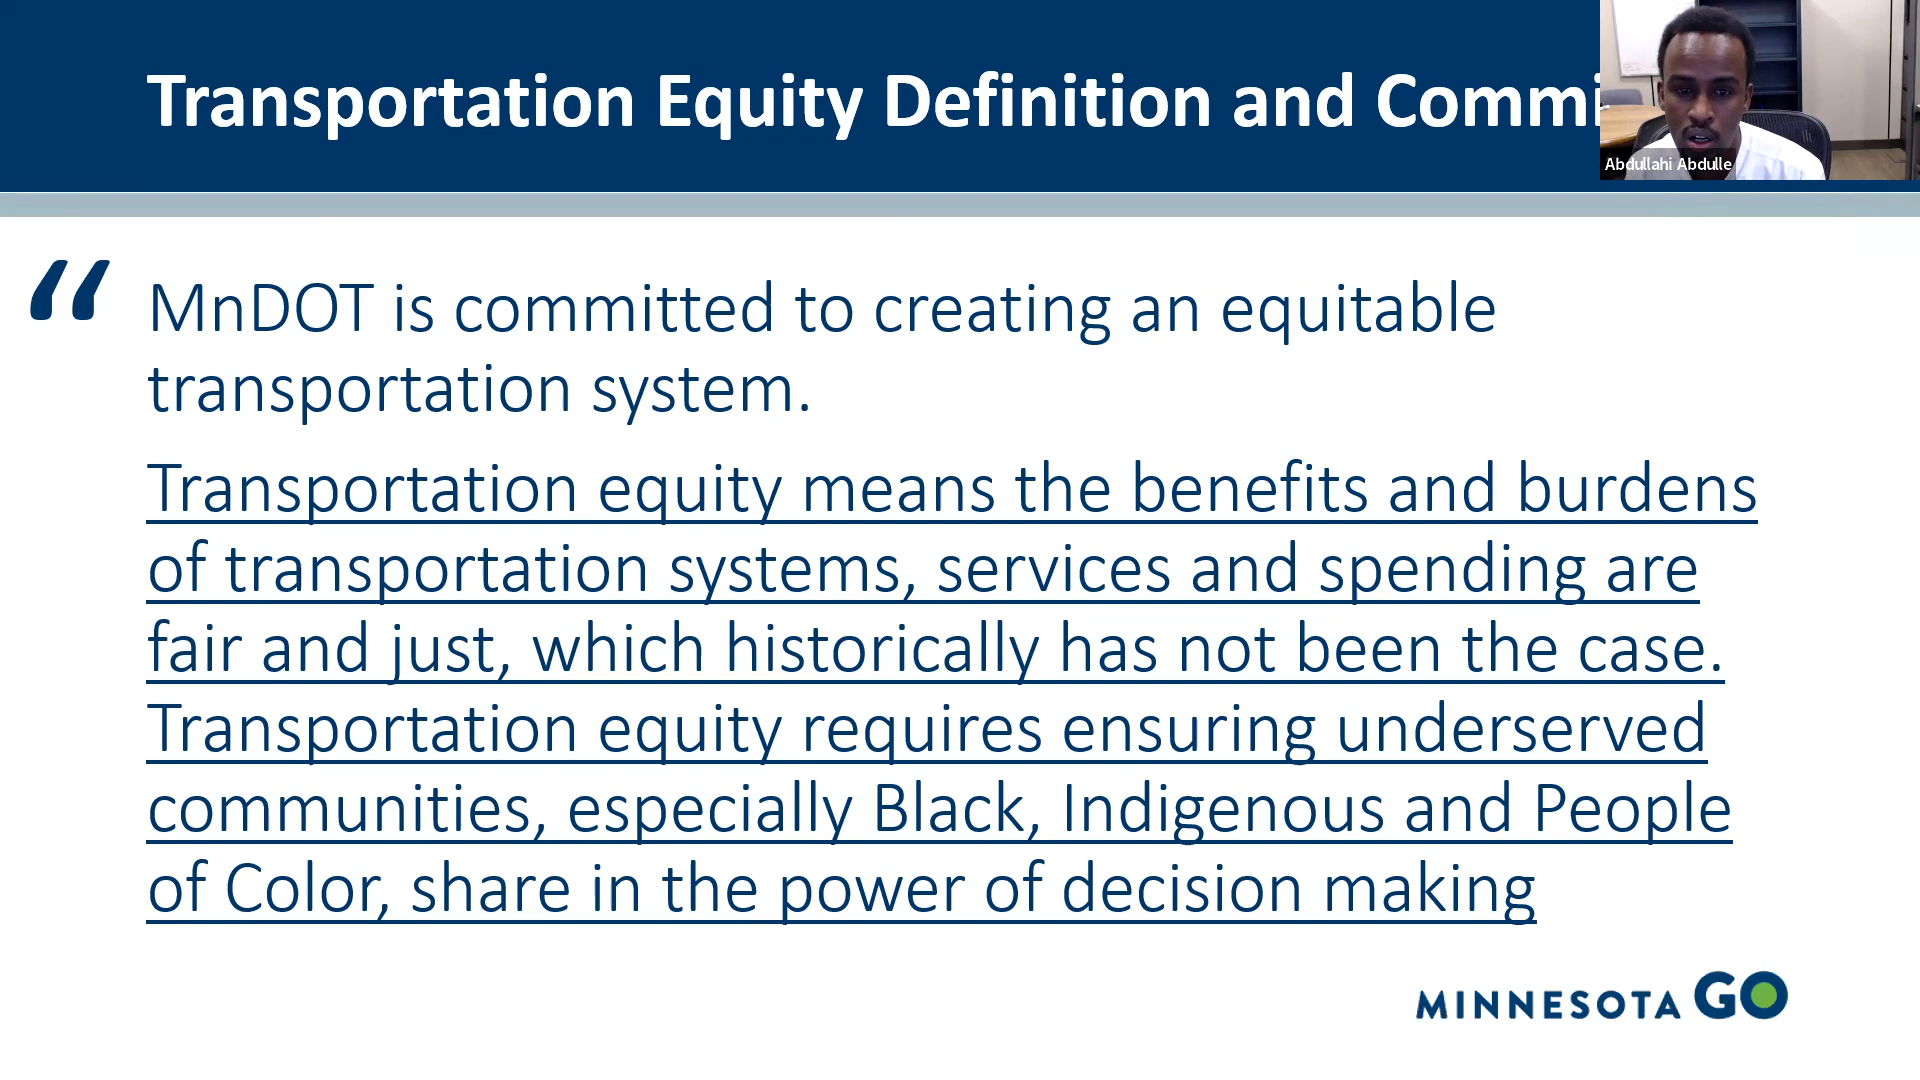 Transportation Equity Definition and Commi
Abdullahi Abdulle
“
MnDOT is committed to creating an equitable
transportation system.
Transportation equity means the benefits and burdens
of transportation systems, services and spending are
fair and just, which historically has not been the case.
Transportation equity requires ensuring underserved
communities, especially Black, Indigenous and People
of Color, share in the power of decision making
MINNESOTA GO